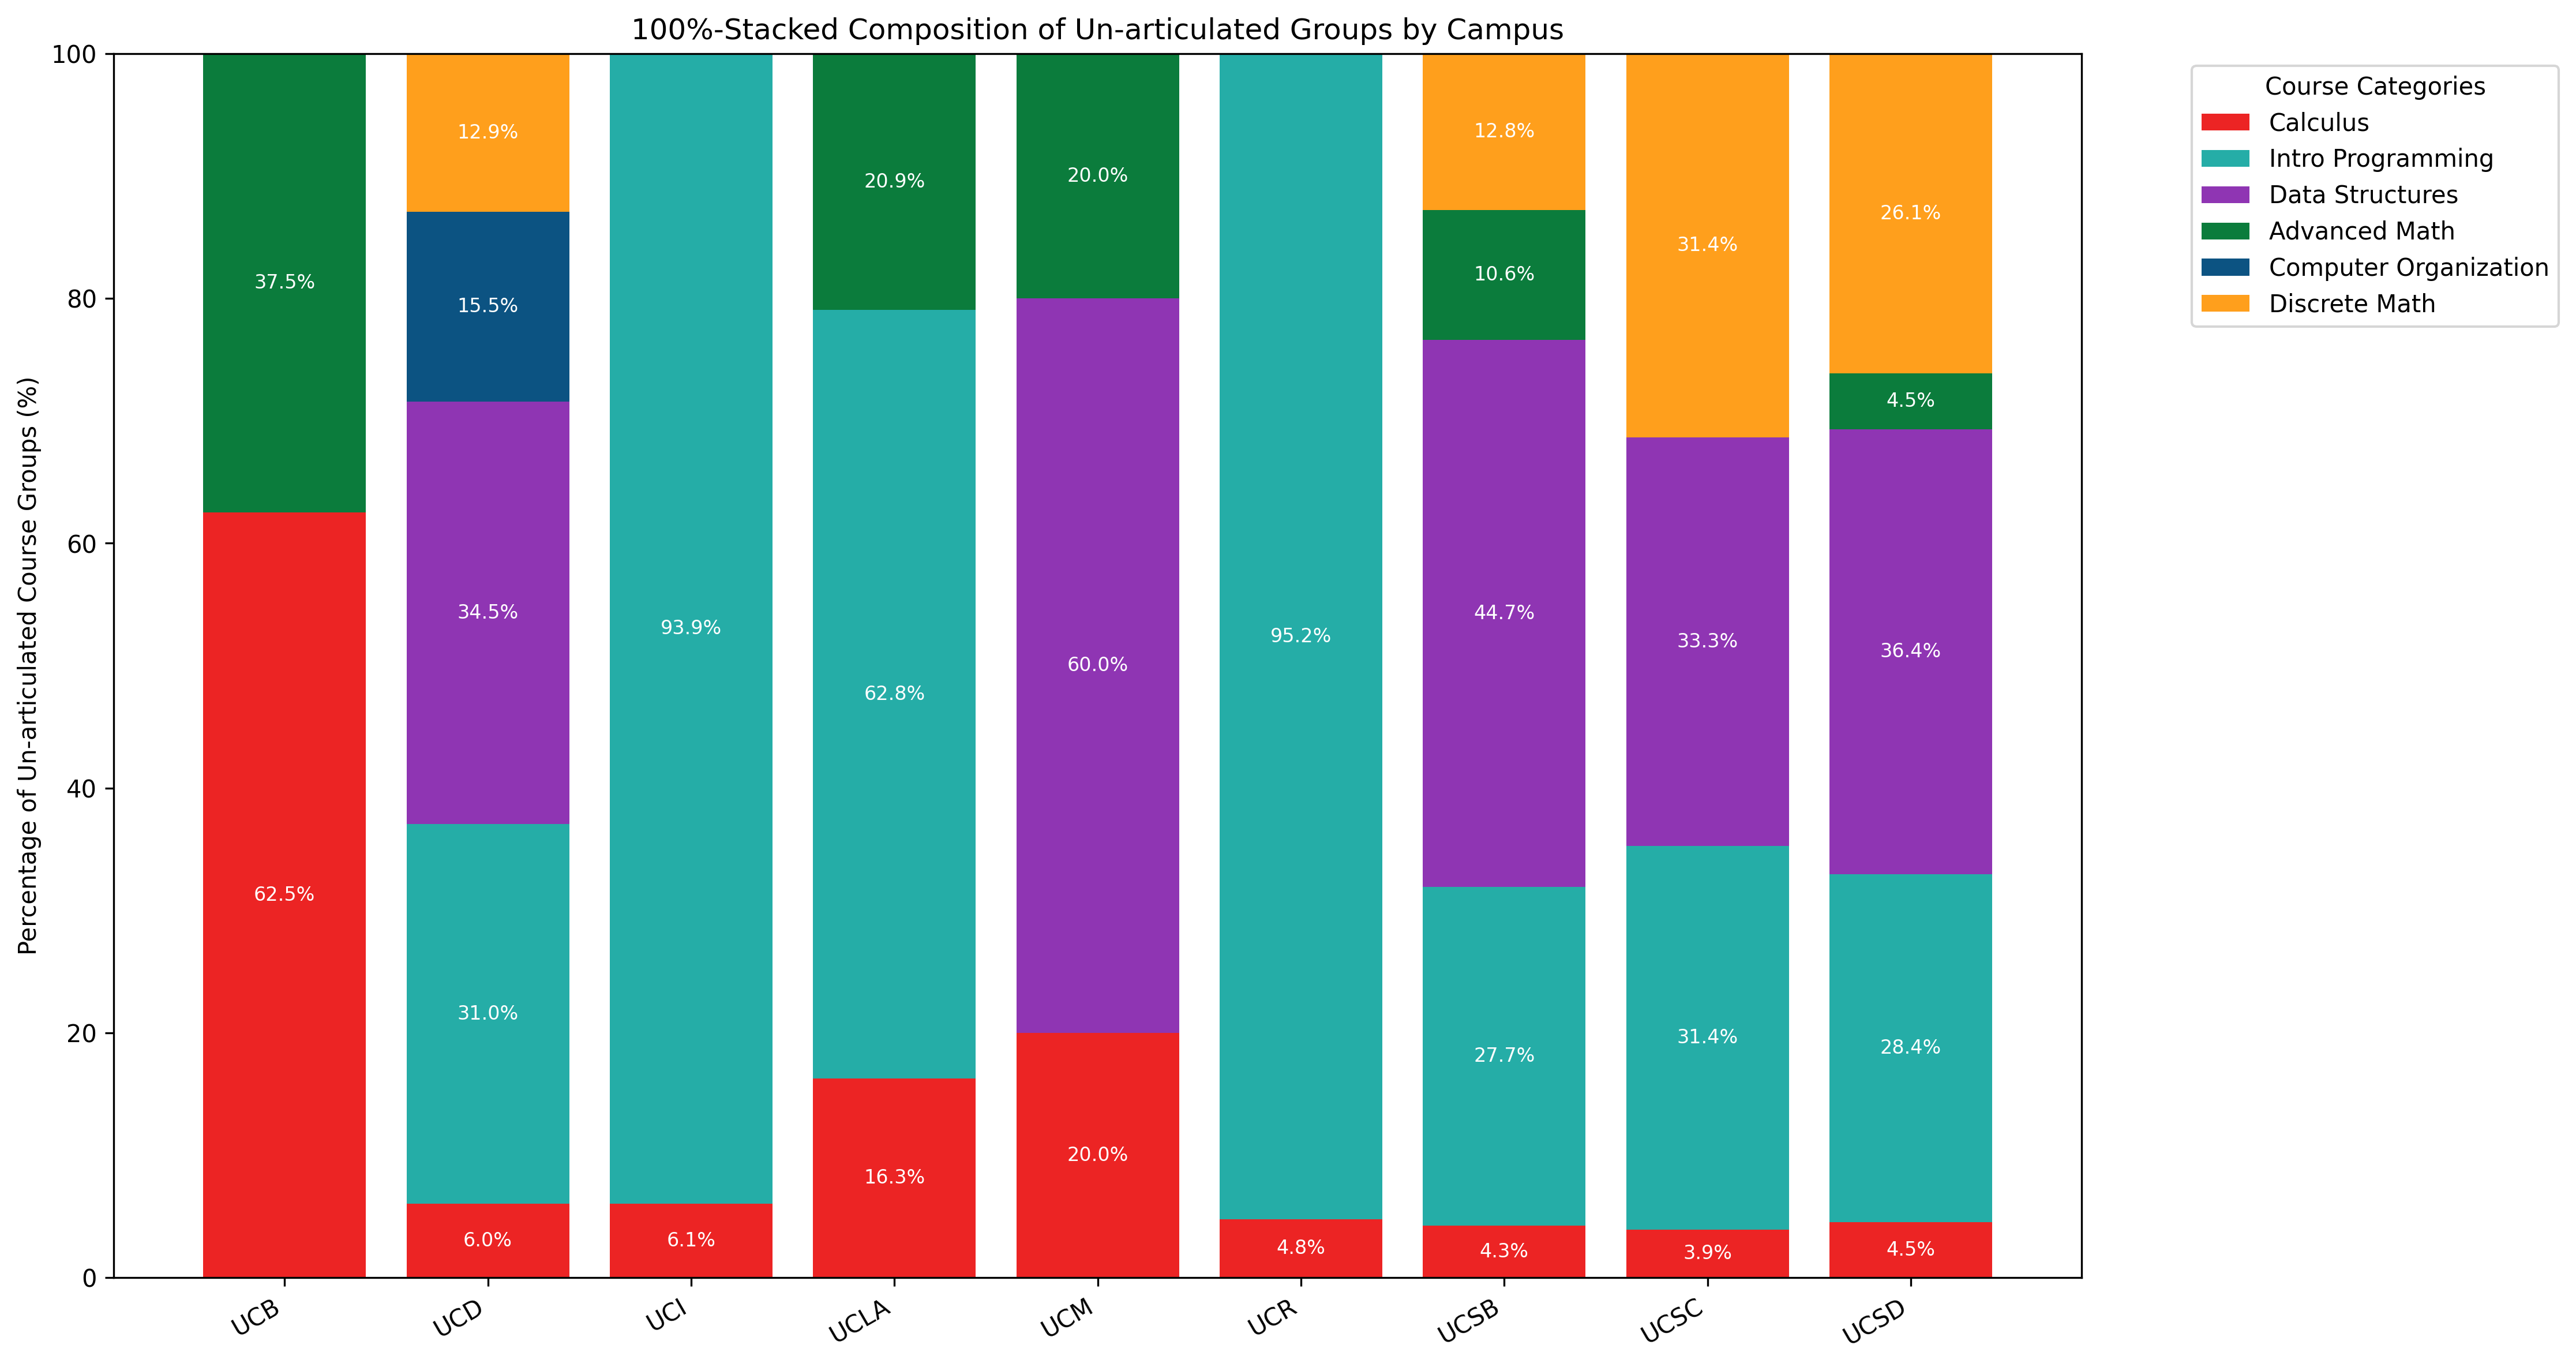 100%-Stacked Composition of Un-articulated Groups by Campus
Percentage of Un-articulated Course Groups (%)
100
80
60
40
20
0
37.5%
62.5%
12.9%
15.5%
34.5%
31.0%
6.0%
93.9%
6.1%
20.9%
62.8%
16.3%
20.0%
60.0%
20.0%
95.2%
4.8%
12.8%
10.6%
44.7%
27.7%
4.3%
31.4%
33.3%
31.4%
3.9%
26.1%
4.5%
36.4%
28.4%
4.5%
UCB
UCD
UCI
UCLA
UCM
UCR
UCSB
UCSC
UCSD
Course Categories
Calculus
Intro Programming
Data Structures
Advanced Math
Computer Organization
Discrete Math